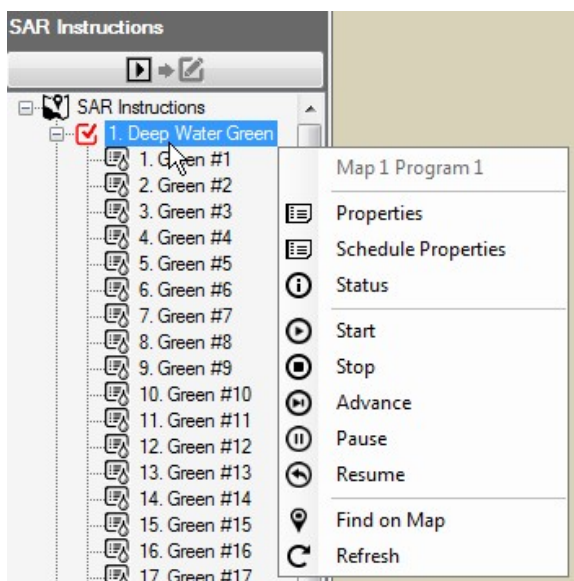 SAR Instructions
SAR Instructions
1. Deep Water Green
1. Green #1
2. Green #2
3. Green #3
4. Green #4
5. Green #5
6. Green #6
7. Green #7
8. Green #8
9. Green #9
10. Green #10
11. Green #11
12. Green #12
13. Green #13
14. Green #14
15. Green #15
16. Green #16
17. Green #17
Map 1 Program 1
Properties
Schedule Properties
Status
Start
Stop
Advance
Pause
Resume
Find on Map
Refresh